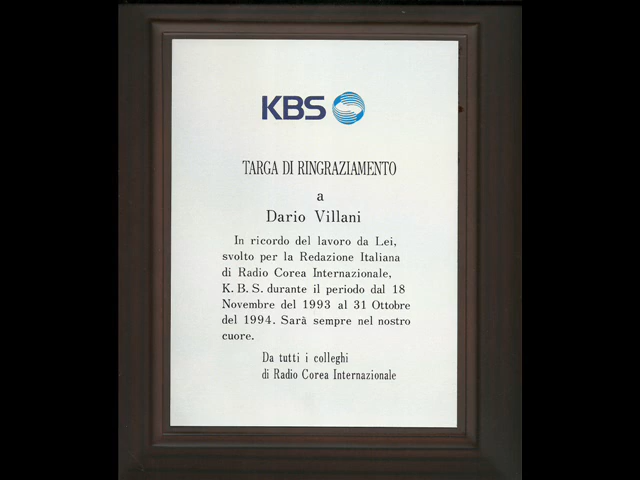 KBS
TARGA DI RINGRAZIAMENTO
a
Dario Villani
In ricordo del lavoro da Lei,
svolto per la Redazione Italiana
di Radio Corea Internazionale,
K. B. S. durante il periodo dal 18
Novembre del 1993 al 31 Ottobre
del 1994. Sarà sempre nel nostro
cuore.
Da tutti i colleghi
di Radio Corea Internazionale